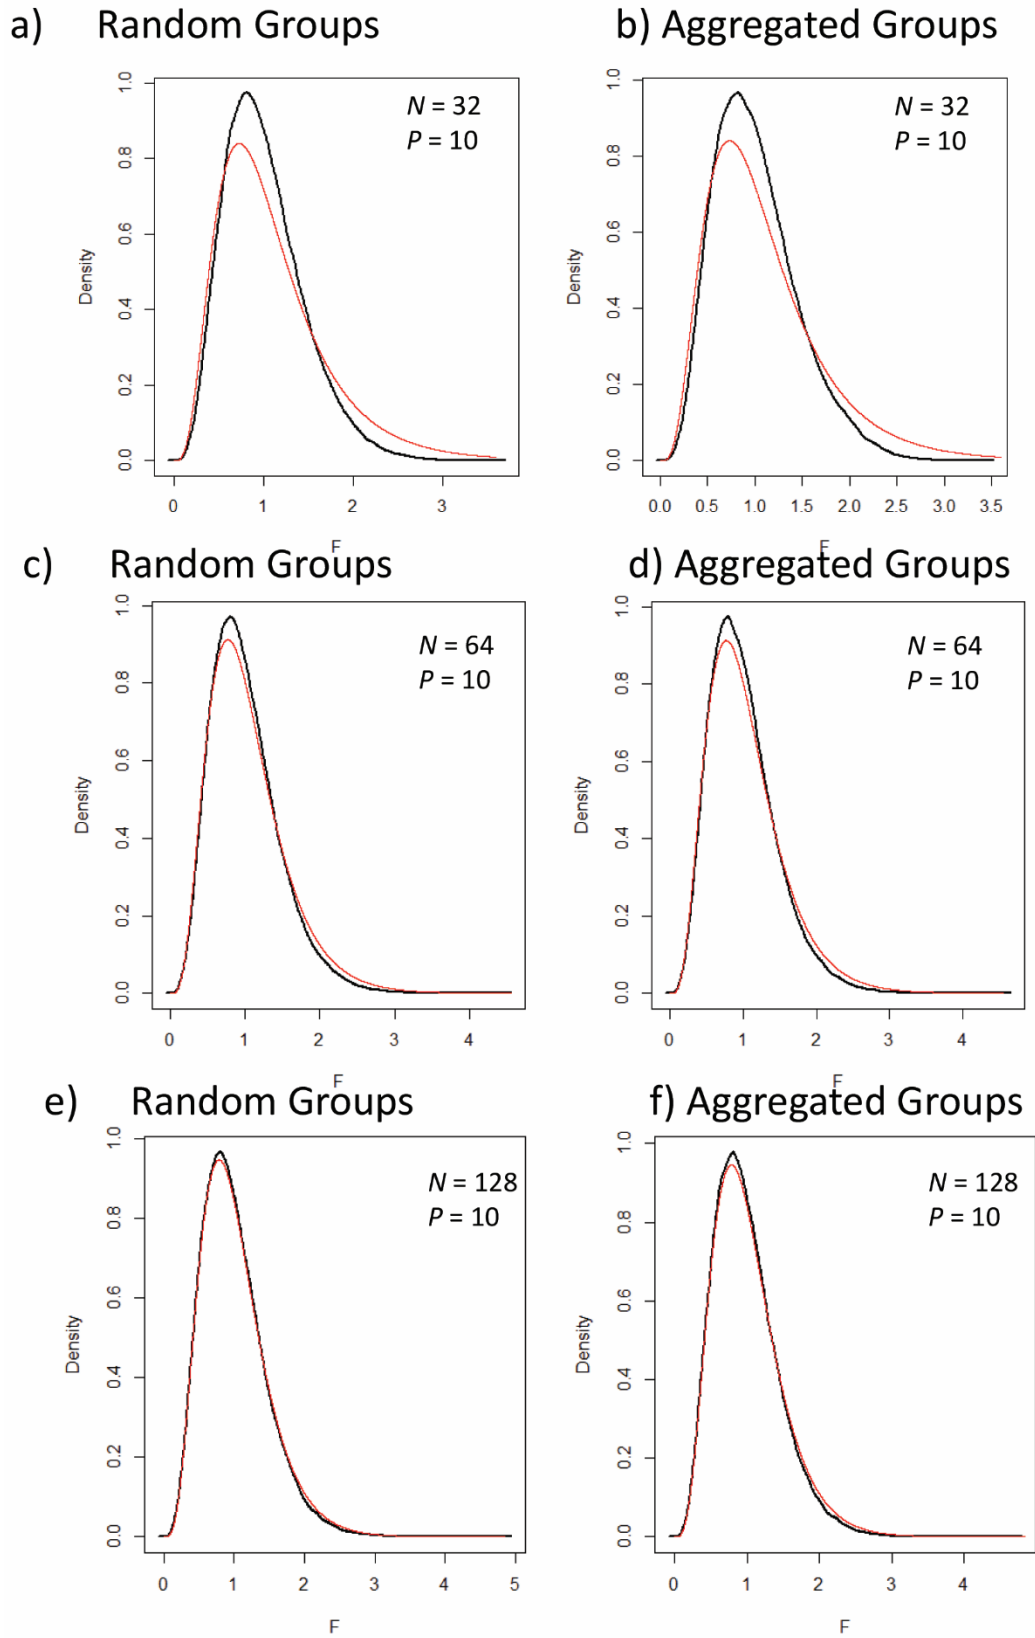 a) Random Groups
b) Aggregated Groups
N = 32
P = 10
Density
0.0 0.2 0.4 0.6 0.8 1.0
0 1 2 3
F
N = 32
P = 10
Density
0.0 0.2 0.4 0.6 0.8 1.0
0.0 0.5 1.0 1.5 2.0 2.5 3.0 3.5
F
c) Random Groups
d) Aggregated Groups
N = 64
P = 10
Density
0.0 0.2 0.4 0.6 0.8 1.0
0 1 2 3 4
F
N = 64
P = 10
Density
0.0 0.2 0.4 0.6 0.8 1.0
0 1 2 3 4
F
e) Random Groups
f) Aggregated Groups
N = 128
P = 10
Density
0.0 0.2 0.4 0.6 0.8 1.0
0 1 2 3 4 5
F
N = 128
P = 10
Density
0.0 0.2 0.4 0.6 0.8 1.0
0 1 2 3 4
F